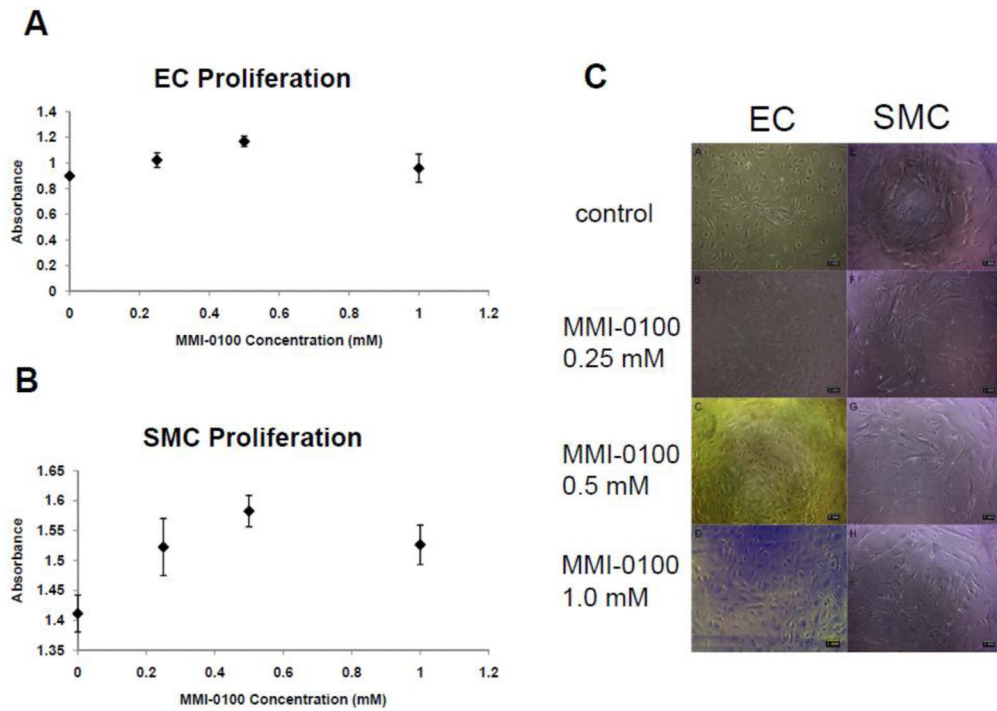 A
EC Proliferation
1.4
1.2
1
0.8
0.6
0.4
0.2
0
Absorbance
0 0.2 0.4 0.6 0.8 1 1.2
MMI-0100 Concentration (mM)
B
SMC Proliferation
1.65
1.6
1.55
1.5
1.45
1.4
1.35
Absorbance
0 0.2 0.4 0.6 0.8 1 1.2
MMI-0100 Concentration (mM)
C
EC SMC
control
A E
MMI-0100
0.25 mM
B F
MMI-0100
0.5 mM
C G
MMI-0100
1.0 mM
D H